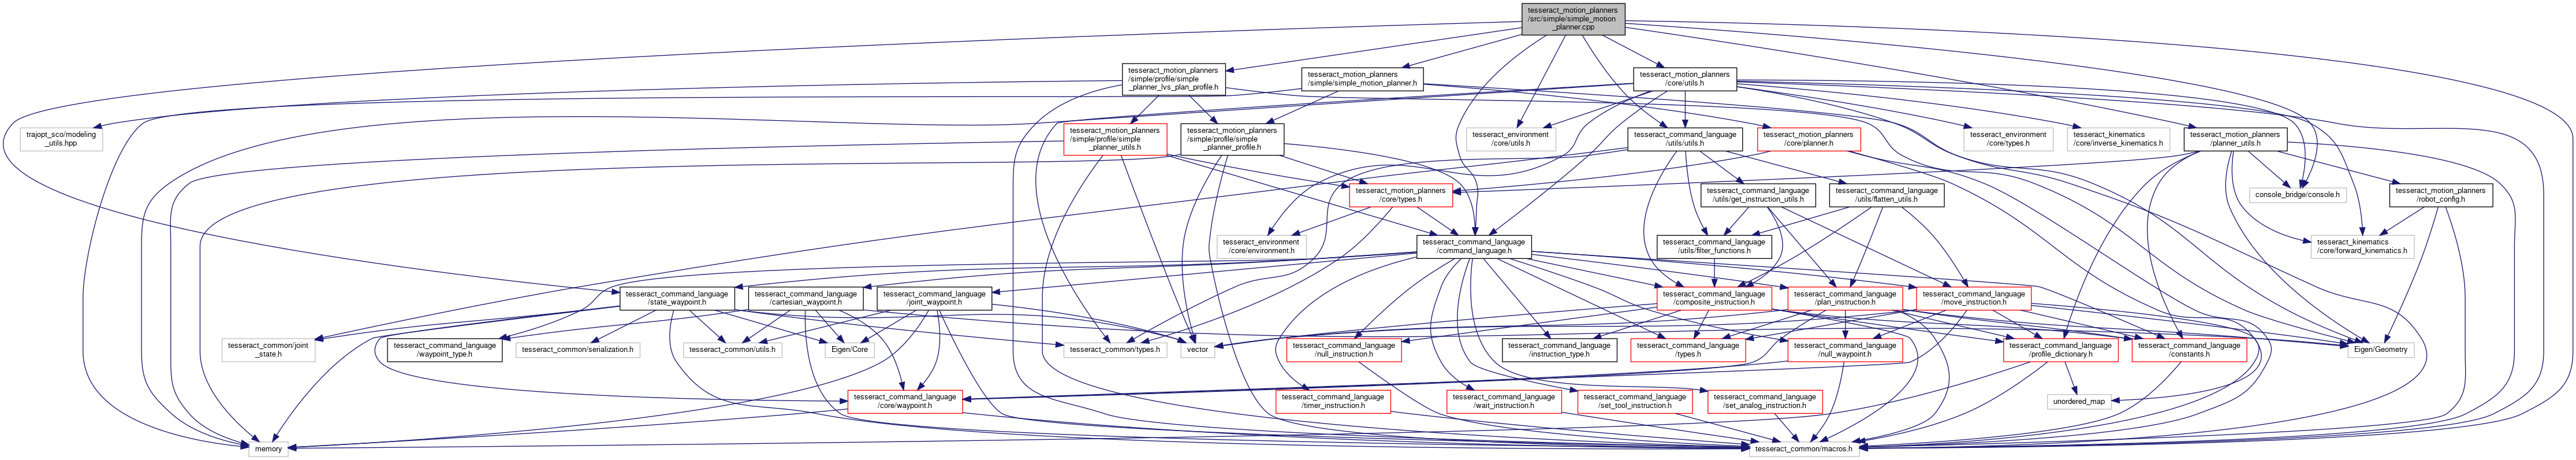 tesseract_motion_planners
/src/simple/simple_motion
_planner.cpp
tesseract_motion_planners
/simple/profile/simple
_planner_lvs_plan_profile.h
tesseract_motion_planners
/simple/simple_motion_planner.h
tesseract_motion_planners
/core/utils.h
trajopt_sco/modeling
_utils.hpp
tesseract_motion_planners
/simple/profile/simple
_planner_utils.h
tesseract_motion_planners
/simple/profile/simple
_planner_profile.h
tesseract_environment
/core/utils.h
tesseract_command_language
/utils/utils.h
tesseract_motion_planners
/core/planner.h
tesseract_environment
/core/types.h
tesseract_kinematics
/core/inverse_kinematics.h
tesseract_motion_planners
/planner_utils.h
tesseract_motion_planners
/core/types.h
tesseract_command_language
/utils/get_instruction_utils.h
tesseract_command_language
/utils/flatten_utils.h
console_bridge/console.h
tesseract_motion_planners
/robot_config.h
tesseract_environment
/core/environment.h
tesseract_command_language
/command_language.h
tesseract_command_language
/utils/filter_functions.h
tesseract_kinematics
/core/forward_kinematics.h
tesseract_command_language
/state_waypoint.h
tesseract_command_language
/cartesian_waypoint.h
tesseract_command_language
/joint_waypoint.h
tesseract_command_language
/composite_instruction.h
tesseract_command_language
/plan_instruction.h
tesseract_command_language
/move_instruction.h
tesseract_common/joint
_state.h
tesseract_command_language
/waypoint_type.h
tesseract_common/serialization.h
tesseract_common/utils.h
Eigen/Core
tesseract_common/types.h
vector
tesseract_command_language
/null_instruction.h
tesseract_command_language
/instruction_type.h
tesseract_command_language
/types.h
tesseract_command_language
/null_waypoint.h
tesseract_command_language
/profile_dictionary.h
tesseract_command_language
/constants.h
Eigen/Geometry
tesseract_command_language
/core/waypoint.h
tesseract_command_language
/timer_instruction.h
tesseract_command_language
/wait_instruction.h
tesseract_command_language
/set_tool_instruction.h
tesseract_command_language
/set_analog_instruction.h
unordered_map
memory
tesseract_common/macros.h